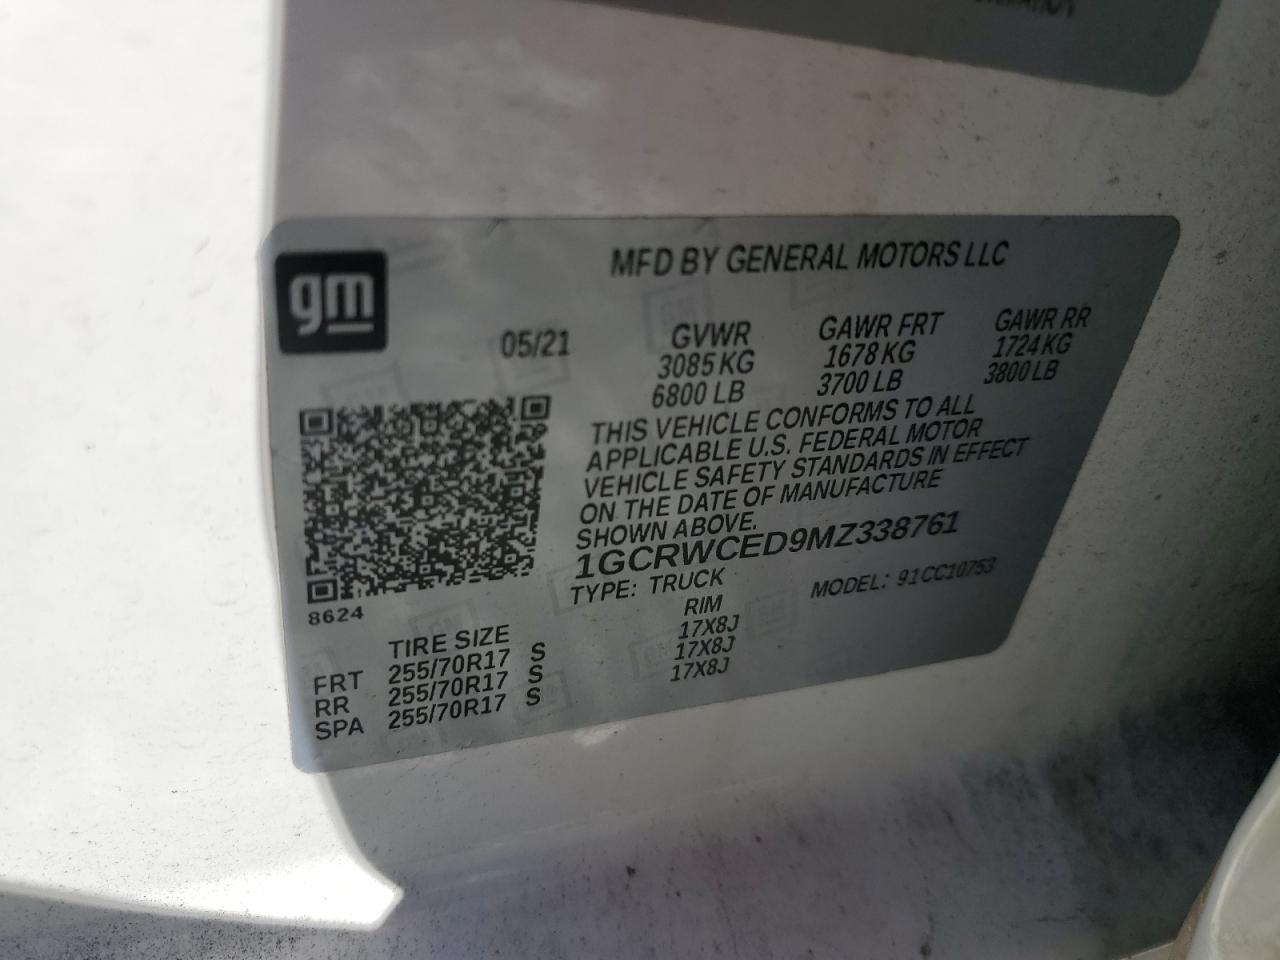 gm
MFD BY GENERAL MOTORS LLC
05/21
GVWR GAWR FRT GAWR RR
3085 KG 1678 KG 1724 KG
6800 LB 3700 LB 3800 LB
THIS VEHICLE CONFORMS TO ALL
APPLICABLE U.S. FEDERAL MOTOR
VEHICLE SAFETY STANDARDS IN EFFECT
ON THE DATE OF MANUFACTURE
SHOWN ABOVE.
1GCRWCED9MZ338761
TYPE: TRUCK MODEL: 91CC10753
8624
TIRE SIZE RIM
FRT 255/70R17 S 17X8J
RR 255/70R17 S 17X8J
SPA 255/70R17 S 17X8J